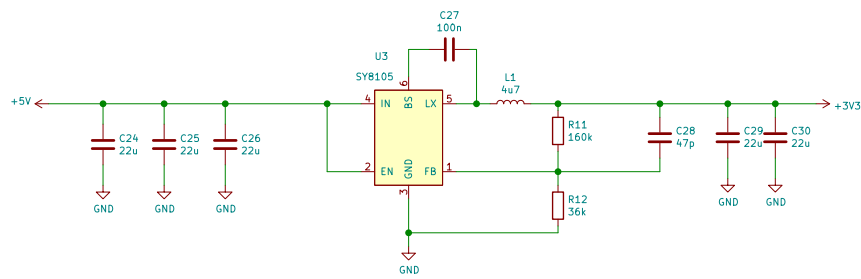 C27
100n
U3
SY8105
6
BS
L1
4u7
+5V
4
IN
LX
5
+3V3
C24
22u
C25
22u
C26
22u
R11
160k
C28
47p
C29
22u
C30
22u
2
EN
GND
FB
1
3
R12
36k
GND
GND
GND
GND
GND
GND